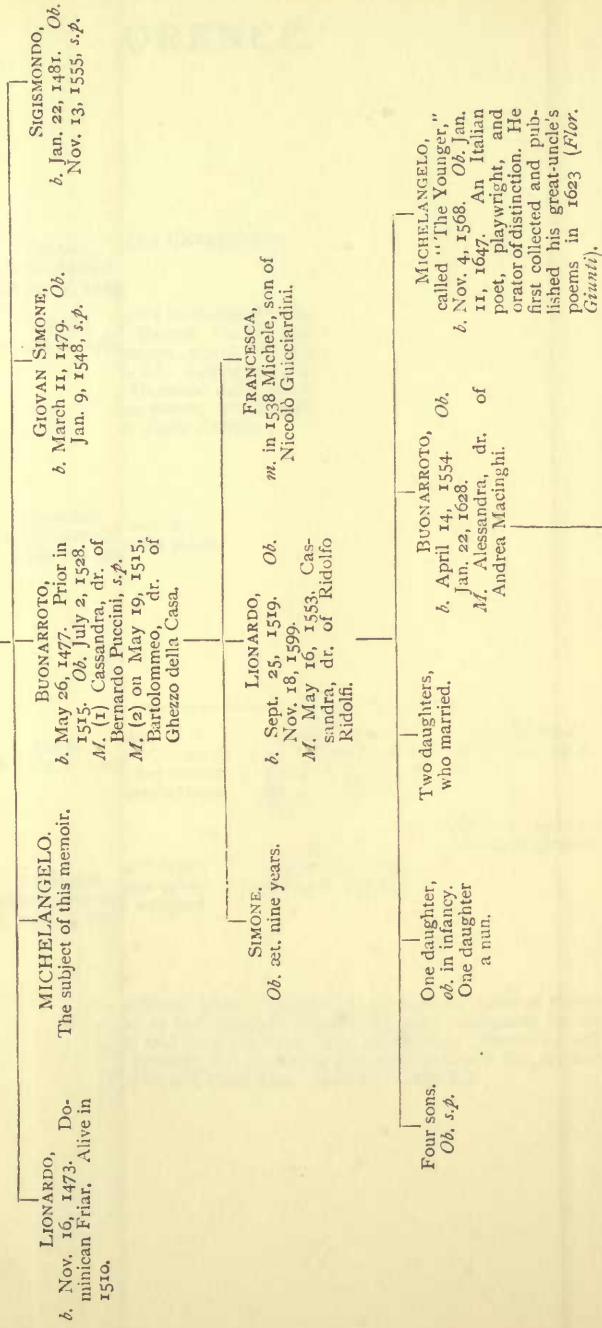 LIONARDO,
b. Nov. 16, 1473. Do-
minican Friar. Alive in
1510.
MICHELANGELO.
The subject of this memoir.
BUONARROTO,
b. May 26, 1477. Prior in
1515. Ob. July 2, 1528.
M. (1) Cassandra, dr. of
Bernardo Puccini, s.p.
M. (2) on May 19, 1515,
Bartolommeo, dr. of
Ghezzo della Casa.
GIOVAN SIMONE,
b. March 11, 1479. Ob.
Jan. 9, 1548, s.p.
SIGISMONDO,
b. Jan. 22, 1481. Ob.
Nov. 13, 1555, s.p.
SIMONE.
Ob. æt. nine years.
LIONARDO,
b. Sept. 25, 1519. Ob.
Nov. 18, 1599.
M. May 16, 1553. Cas-
sandra, dr. of Ridolfo
Ridolfi.
FRANCESCA,
m. in 1538 Michele, son of
Niccolò Guicciardini.
Four sons.
Ob. s.p.
One daughter,
ob. in infancy.
One daughter
a nun.
Two daughters,
who married.
BUONARROTO,
b. April 14, 1554. Ob.
Jan. 22, 1628.
M. Alessandra, dr. of
Andrea Macinghi.
MICHELANGELO,
called "The Younger,"
b. Nov. 4, 1568. Ob. Jan.
11, 1647. An Italian
poet, playwright, and
orator of distinction. He
first collected and pub-
lished his great-uncle's
poems in 1623 (Flor.
Giunti).